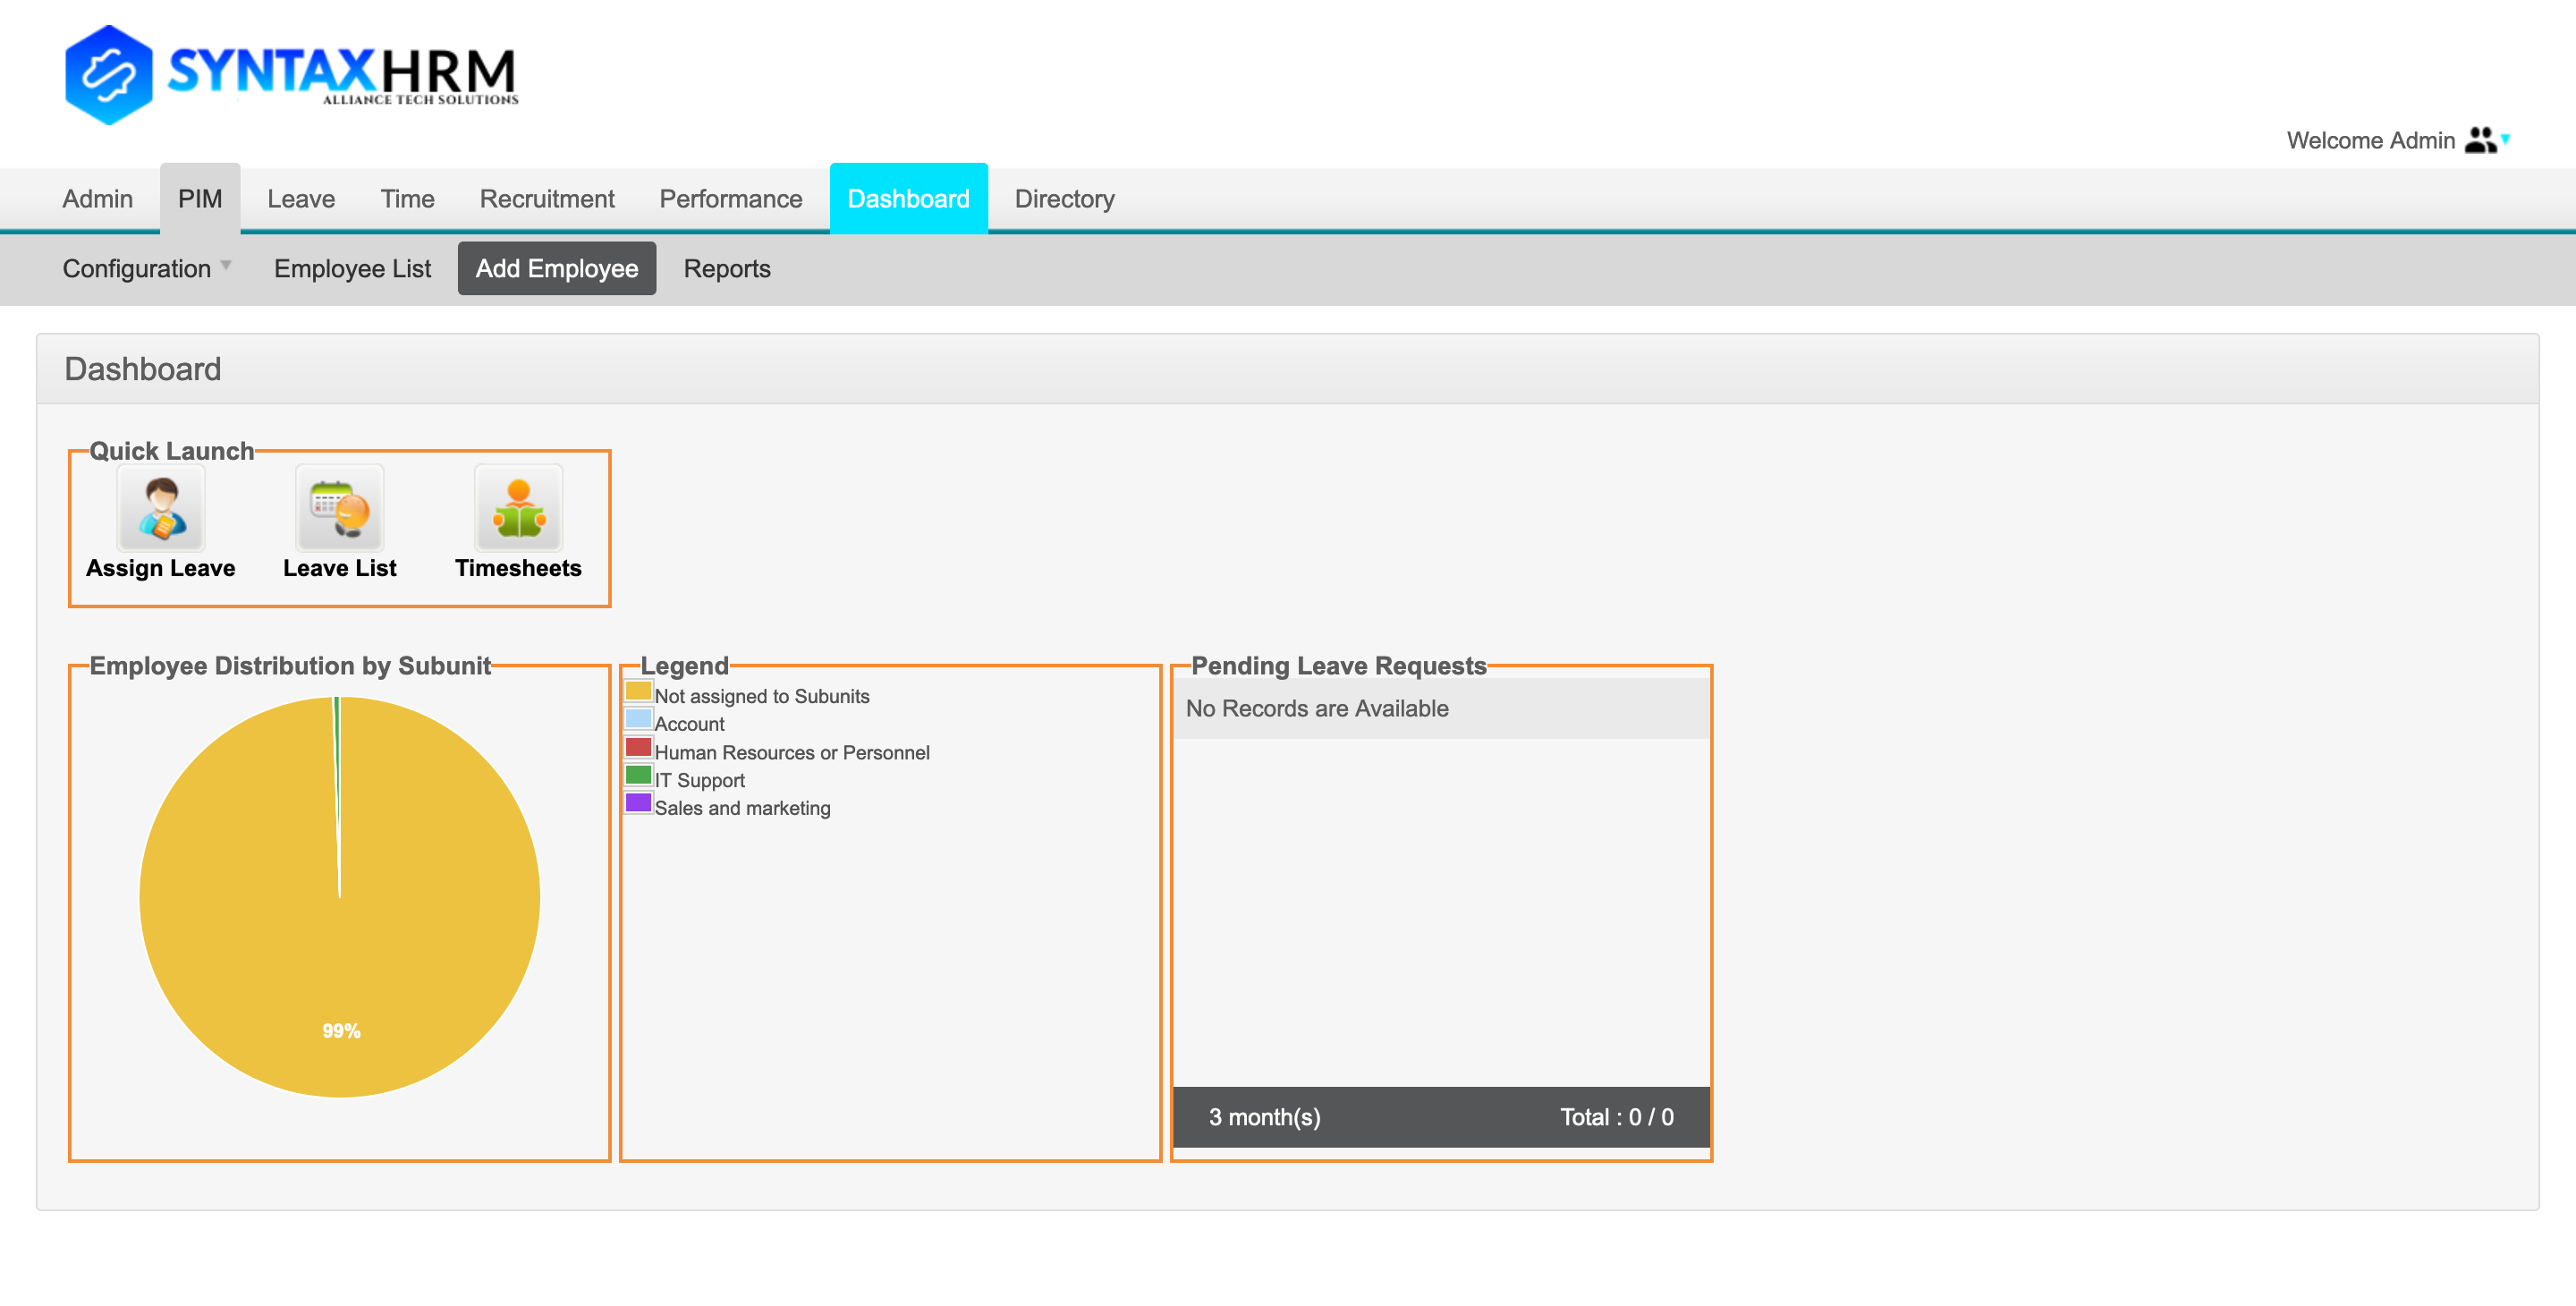 SYNTAXHRM
ALLIANCE TECH SOLUTIONS
Welcome Admin
Admin PIM Leave Time Recruitment Performance Dashboard Directory
Configuration Employee List Add Employee Reports
Dashboard
Quick Launch
Assign Leave Leave List Timesheets
Employee Distribution by Subunit
99%
Legend
Not assigned to Subunits
Account
Human Resources or Personnel
IT Support
Sales and marketing
Pending Leave Requests
No Records are Available
3 month(s) Total : 0 / 0